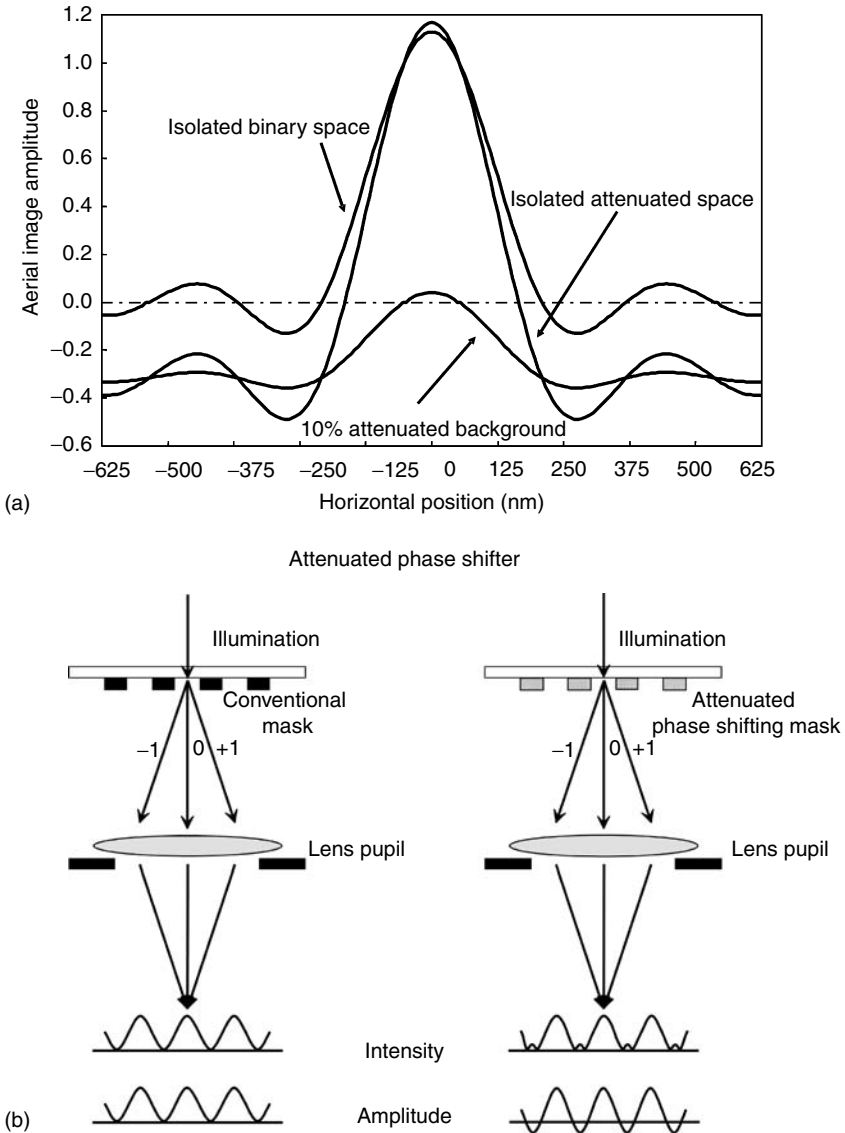 1.2
1.0
0.8
0.6
0.4
0.2
0.0
−0.2
−0.4
−0.6
Aerial image amplitude
Isolated binary space
Isolated attenuated space
10% attenuated background
−625 −500 −375 −250 −125 0 125 250 375 500 625
(a) Horizontal position (nm)
Attenuated phase shifter
Illumination Illumination
Conventional mask
Attenuated phase shifting mask
−1 0 +1 −1 0 +1
Lens pupil Lens pupil
Intensity
(b) Amplitude